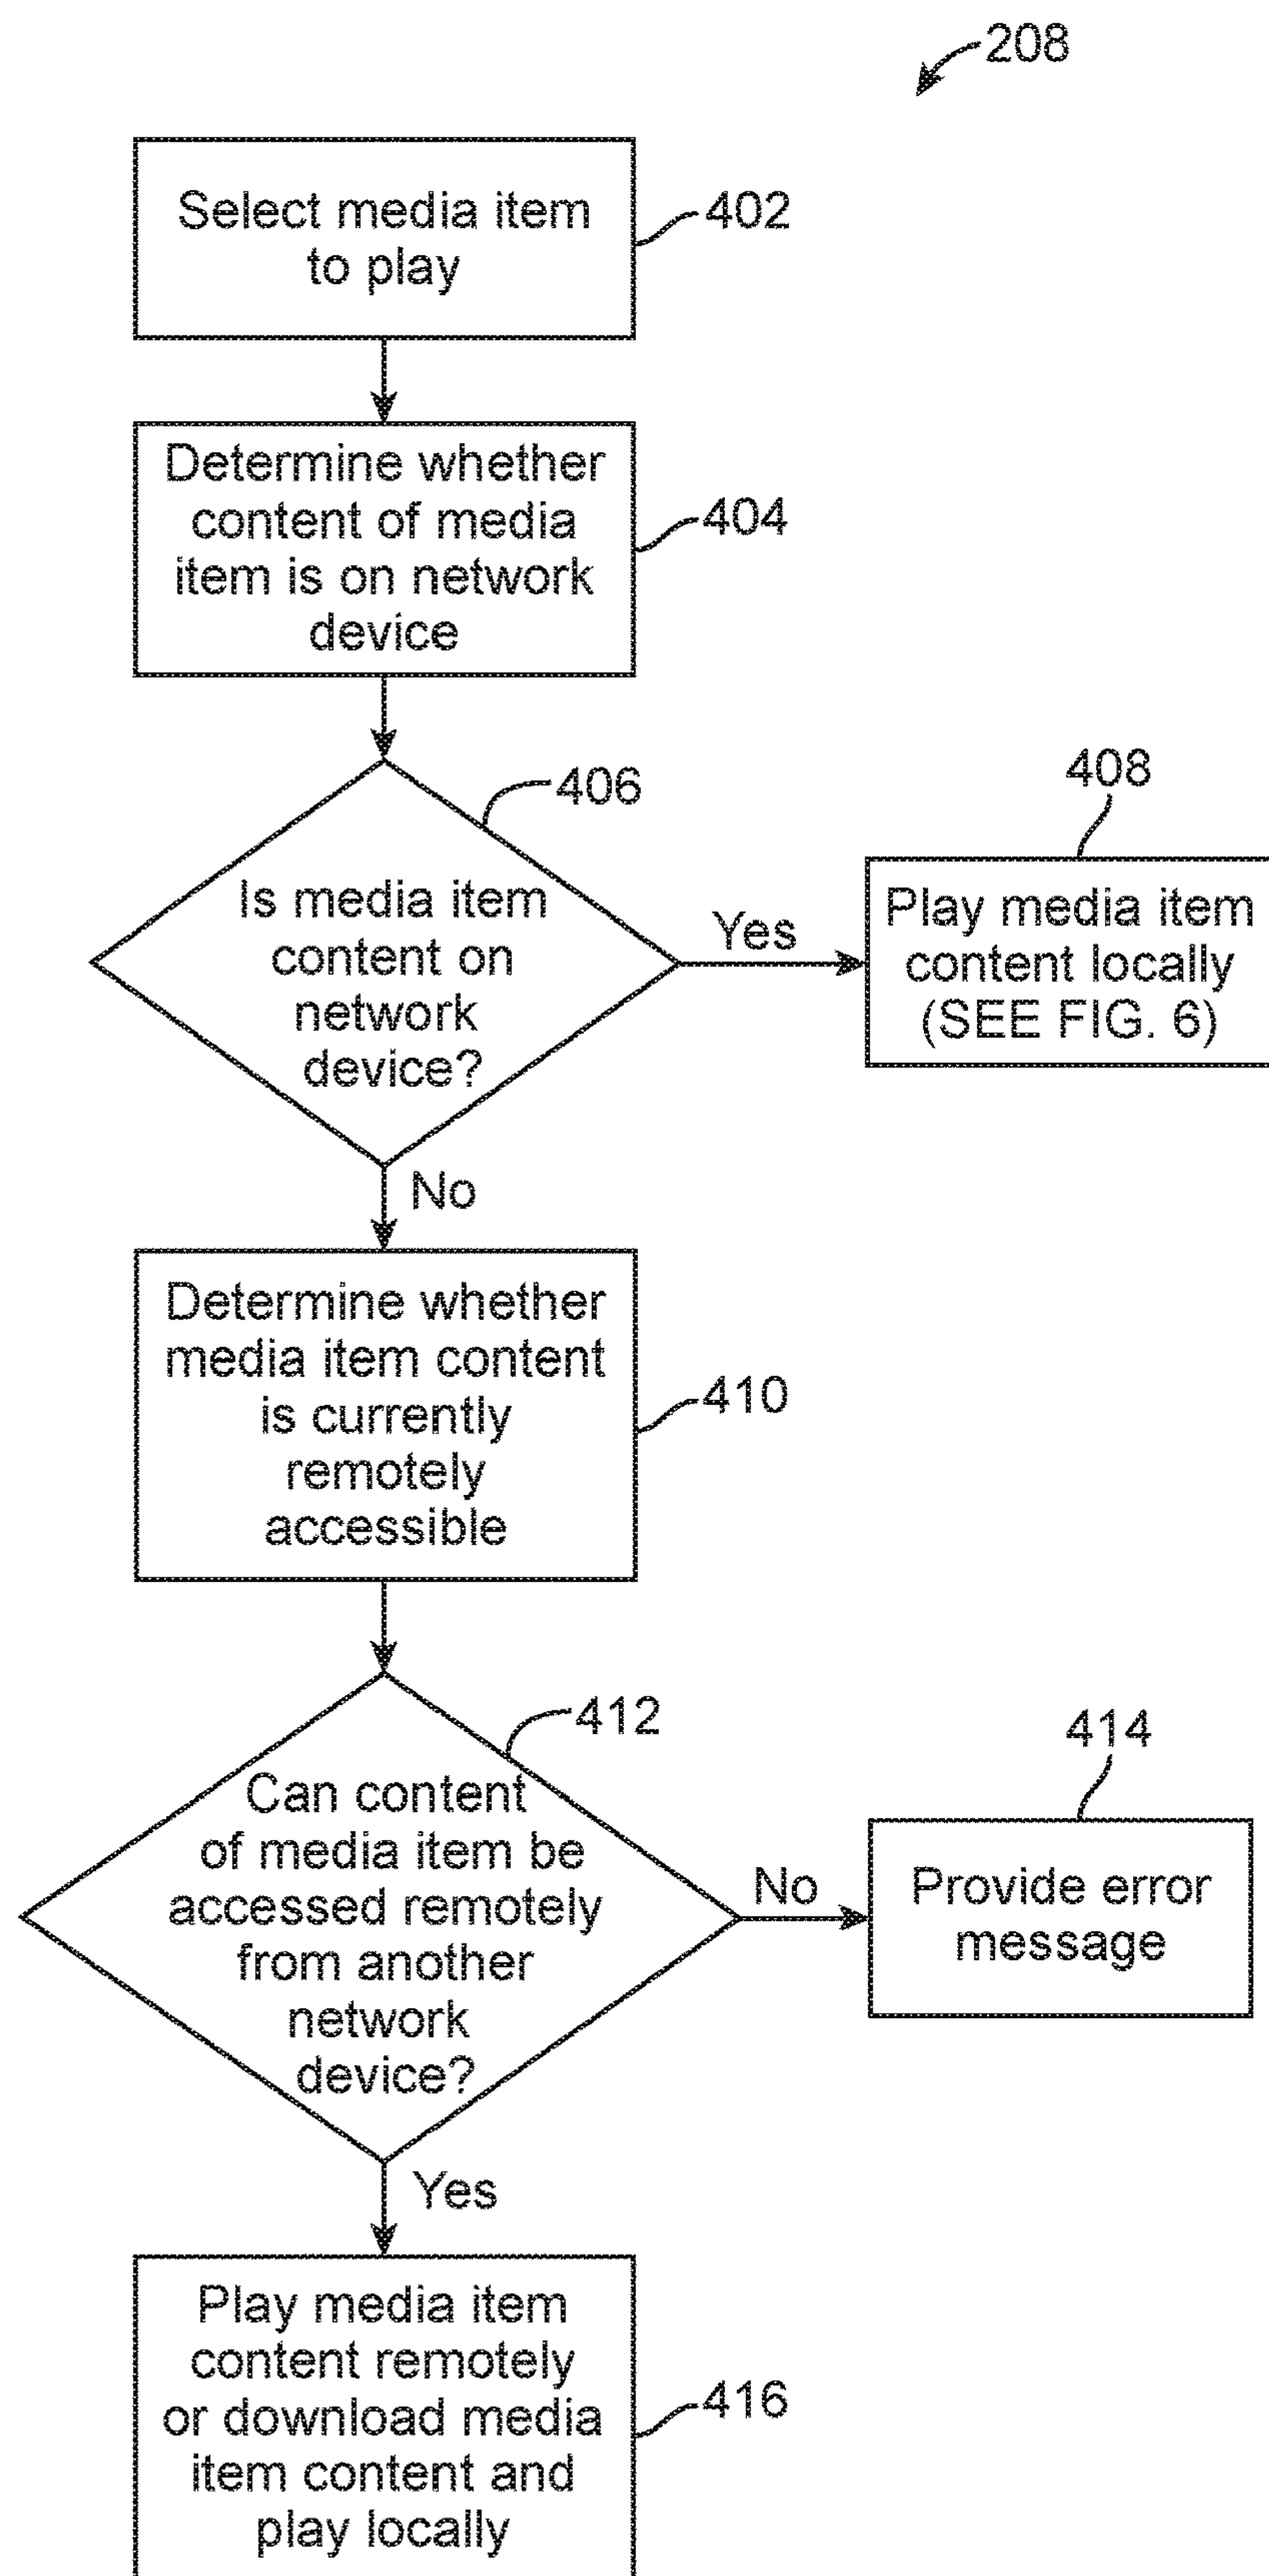 208
Select media item
to play
402
Determine whether
content of media
item is on network
device
404
406
Is media item
content on
network
device?
Yes
408
Play media item
content locally
(SEE FIG. 6)
No
Determine whether
media item content
is currently
remotely
accessible
410
412
Can content
of media item be
accessed remotely
from another
network
device?
No
414
Provide error
message
Yes
Play media item
content remotely
or download media
item content and
play locally
416